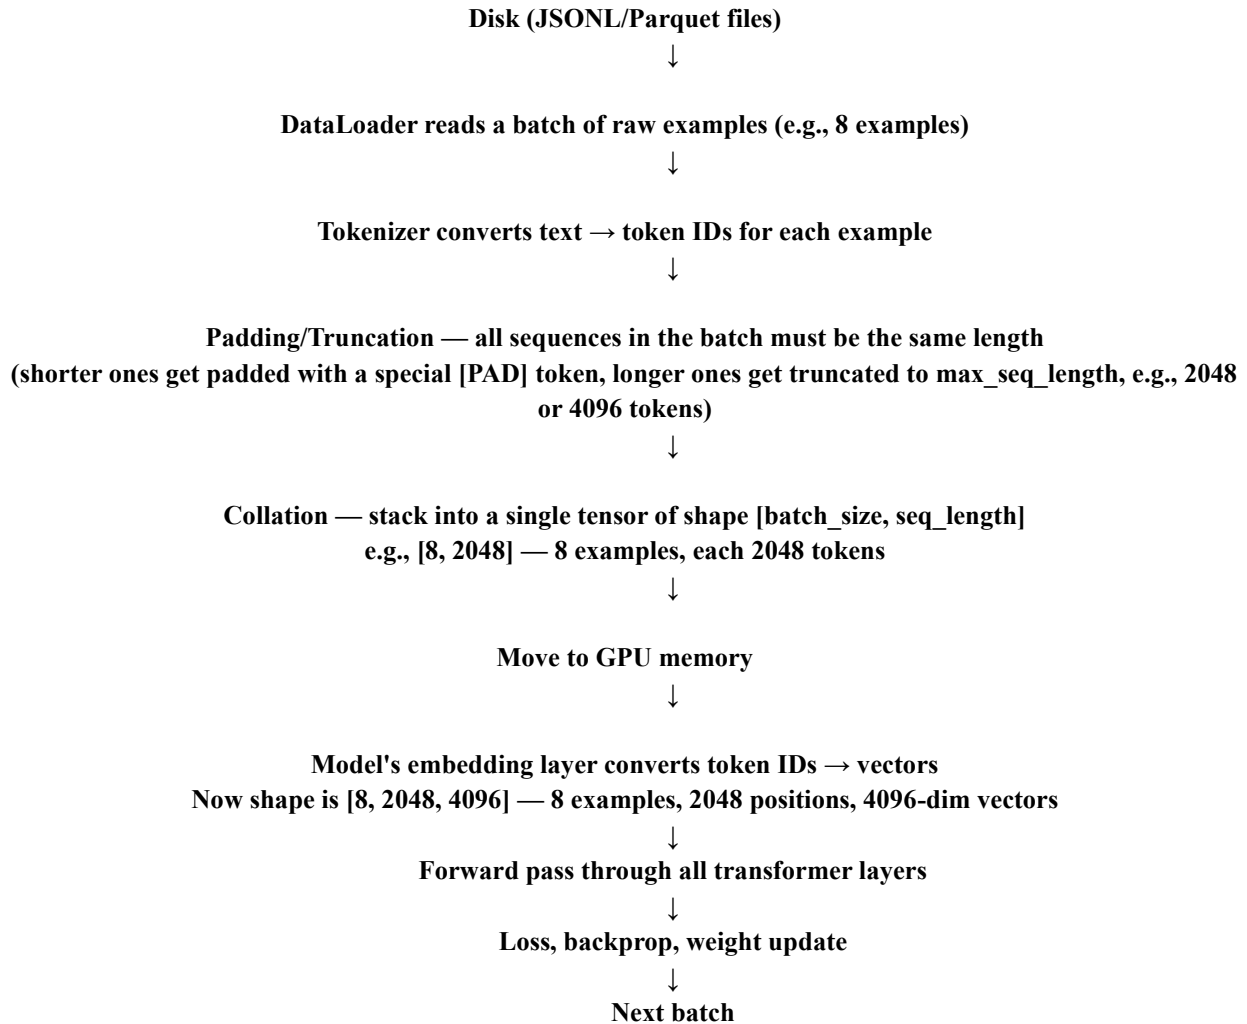 Disk (JSONL/Parquet files)
↓
DataLoader reads a batch of raw examples (e.g., 8 examples)
↓
Tokenizer converts text → token IDs for each example
↓
Padding/Truncation — all sequences in the batch must be the same length
(shorter ones get padded with a special [PAD] token, longer ones get truncated to max_seq_length, e.g., 2048
or 4096 tokens)
↓
Collation — stack into a single tensor of shape [batch_size, seq_length]
e.g., [8, 2048] — 8 examples, each 2048 tokens
↓
Move to GPU memory
↓
Model's embedding layer converts token IDs → vectors
Now shape is [8, 2048, 4096] — 8 examples, 2048 positions, 4096-dim vectors
↓
Forward pass through all transformer layers
↓
Loss, backprop, weight update
↓
Next batch